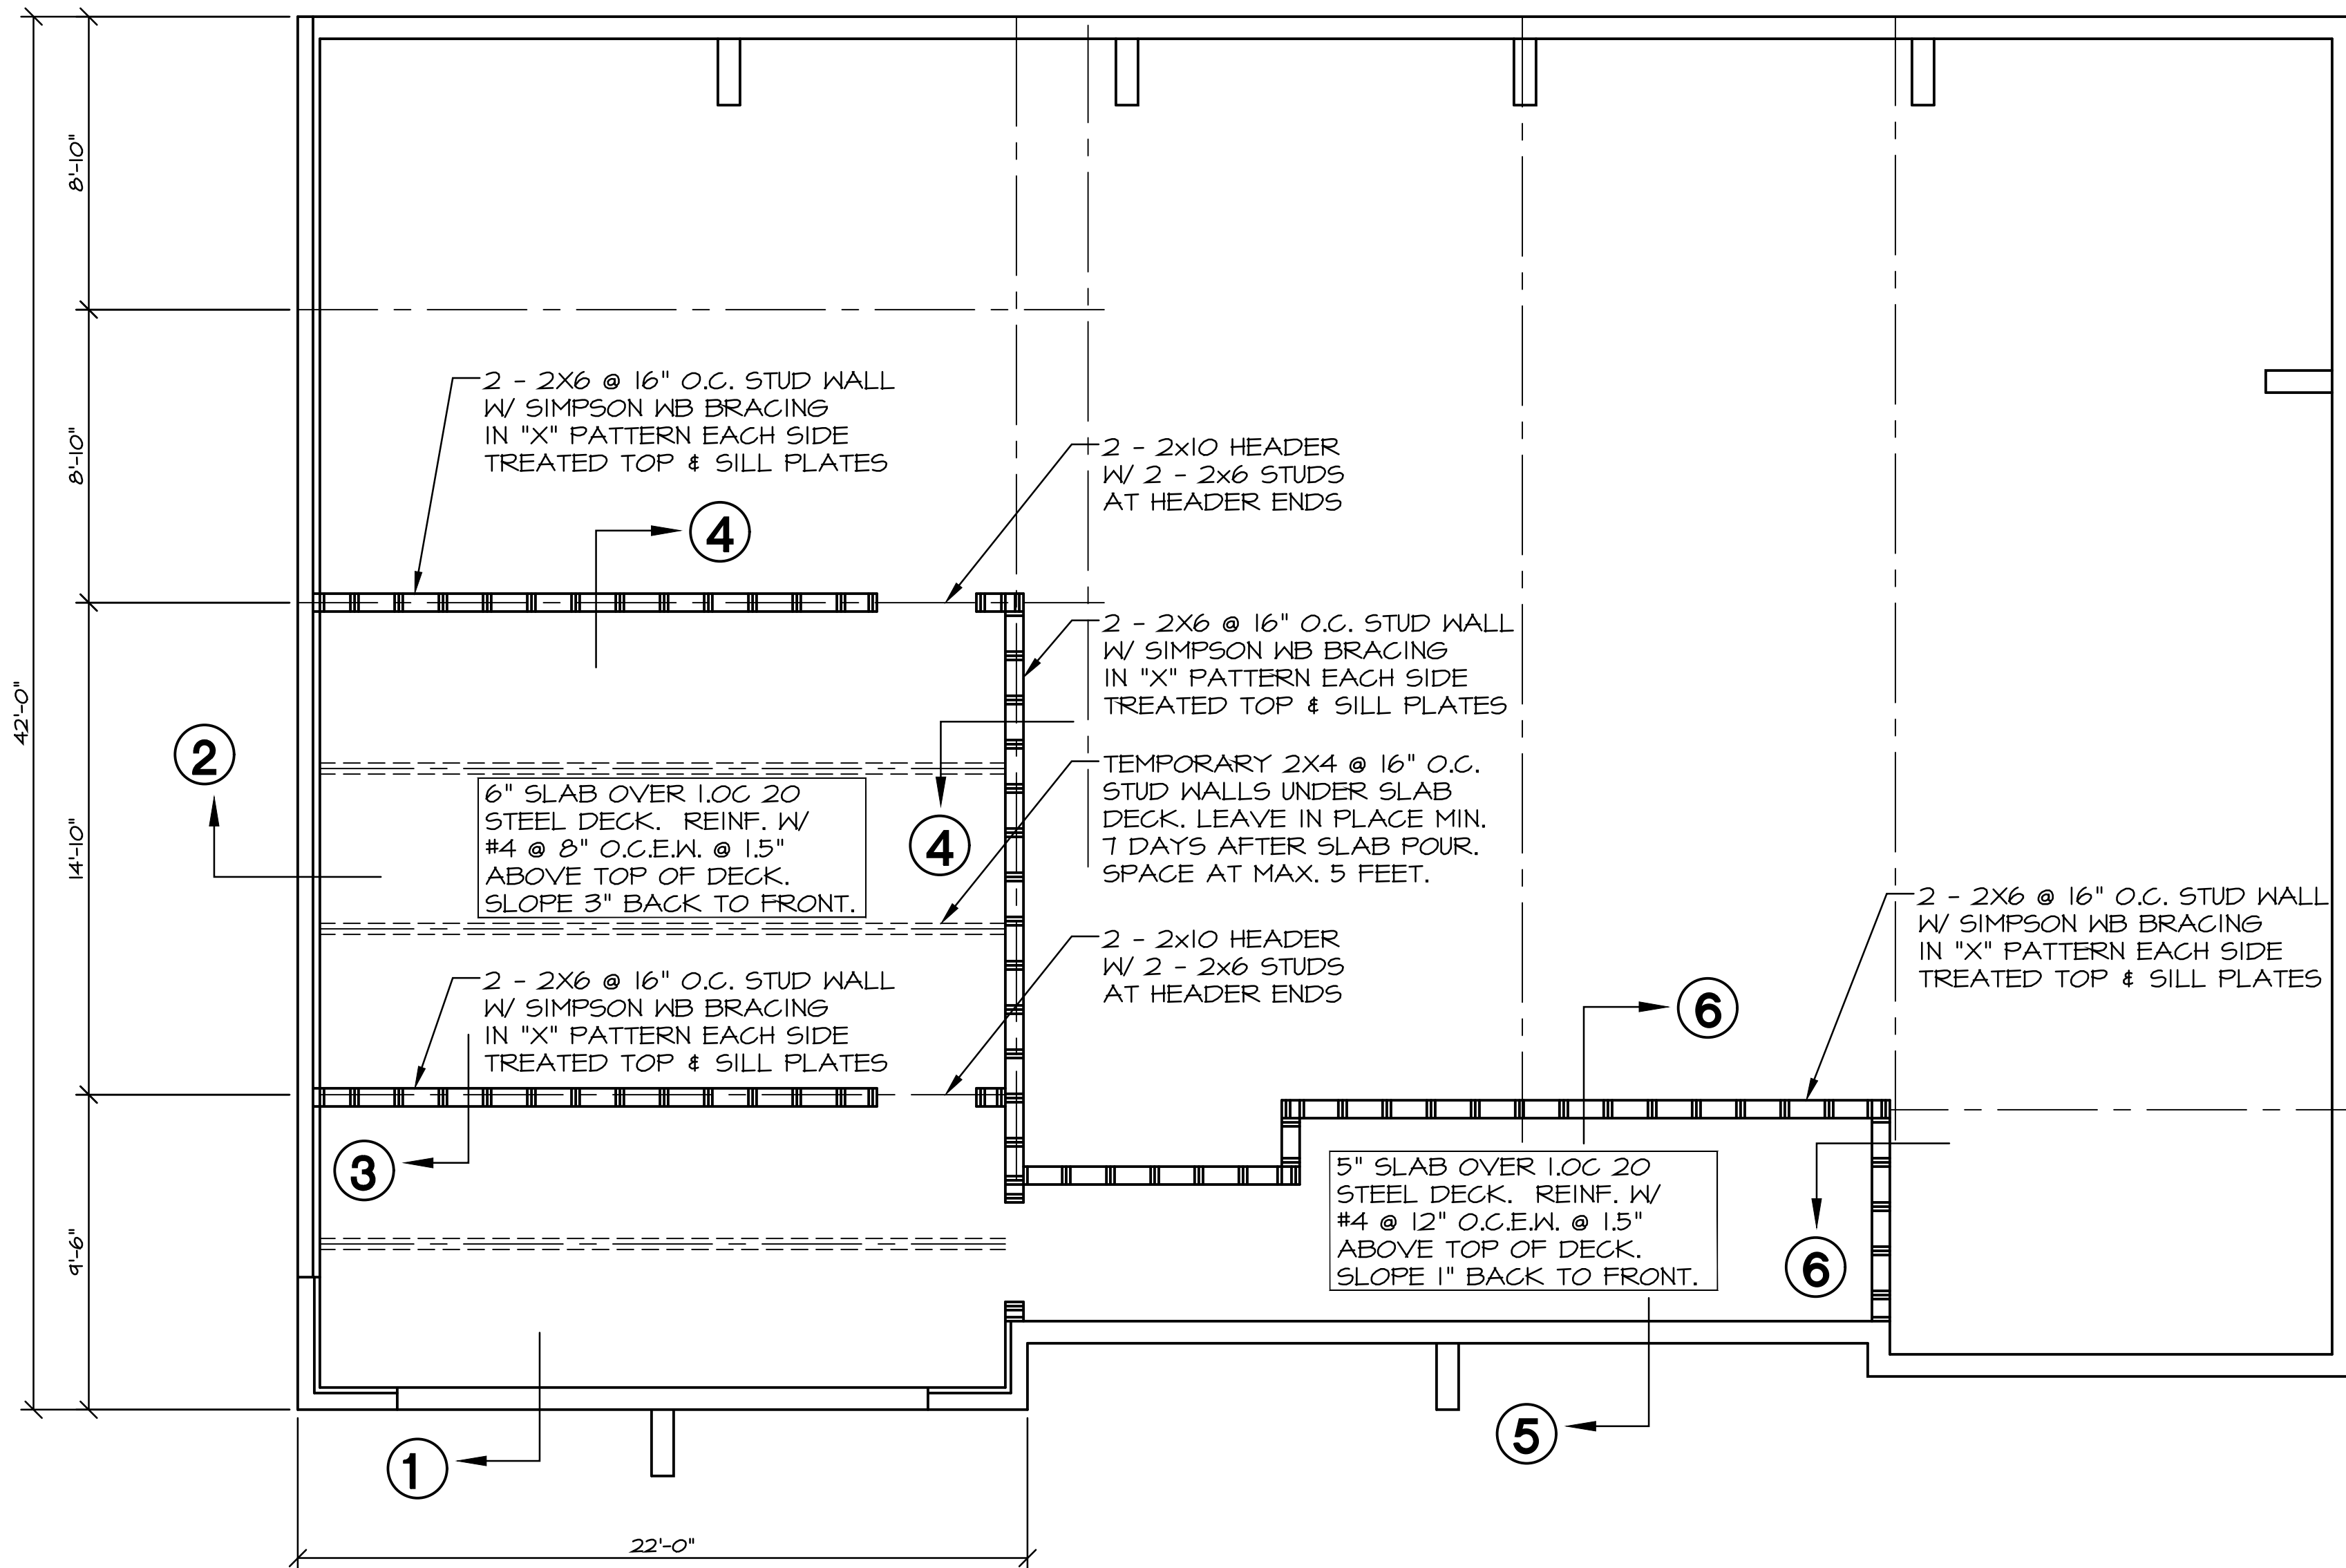 8'-10"
8'-10"
42'-0"
14'-10"
9'-6"
22'-0"
2 - 2X6 @ 16" O.C. STUD WALL
W/ SIMPSON WB BRACING
IN "X" PATTERN EACH SIDE
TREATED TOP & SILL PLATES
4
2 - 2x10 HEADER
W/ 2 - 2x6 STUDS
AT HEADER ENDS
2 - 2X6 @ 16" O.C. STUD WALL
W/ SIMPSON WB BRACING
IN "X" PATTERN EACH SIDE
TREATED TOP & SILL PLATES
2
6" SLAB OVER 1.0C 20
STEEL DECK. REINF. W/
#4 @ 8" O.C.E.W. @ 1.5"
ABOVE TOP OF DECK.
SLOPE 3" BACK TO FRONT.
4
TEMPORARY 2X4 @ 16" O.C.
STUD WALLS UNDER SLAB
DECK. LEAVE IN PLACE MIN.
7 DAYS AFTER SLAB POUR.
SPACE AT MAX. 5 FEET.
2 - 2x10 HEADER
W/ 2 - 2x6 STUDS
AT HEADER ENDS
2 - 2X6 @ 16" O.C. STUD WALL
W/ SIMPSON WB BRACING
IN "X" PATTERN EACH SIDE
TREATED TOP & SILL PLATES
2 - 2X6 @ 16" O.C. STUD WALL
W/ SIMPSON WB BRACING
IN "X" PATTERN EACH SIDE
TREATED TOP & SILL PLATES
6
3
5" SLAB OVER 1.0C 20
STEEL DECK. REINF. W/
#4 @ 12" O.C.E.W. @ 1.5"
ABOVE TOP OF DECK.
SLOPE 1" BACK TO FRONT.
6
5
1